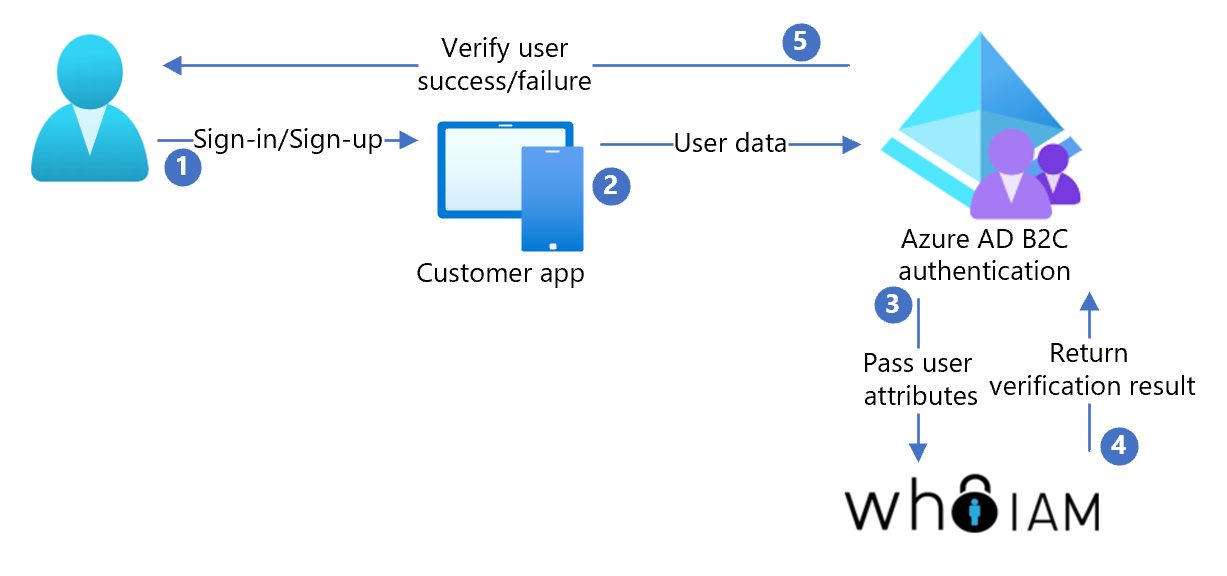 Verify user
success/failure
5
Sign-in/Sign-up
1
User data
2
Customer app
Azure AD B2C
authentication
3
Pass user
attributes
Return
verification result
4
whoIAM